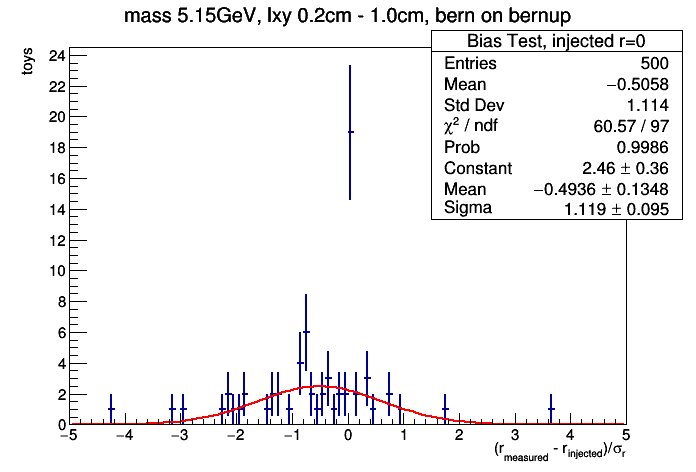 mass 5.15GeV, lxy 0.2cm - 1.0cm, bern on bernup
Bias Test, injected r=0
Entries 500
Mean −0.5058
Std Dev 1.114
χ² / ndf 60.57 / 97
Prob 0.9986
Constant 2.46 ± 0.36
Mean −0.4936 ± 0.1348
Sigma 1.119 ± 0.095
toys
24
22
20
18
16
14
12
10
8
6
4
2
0
−5 −4 −3 −2 −1 0 1 2 3 4 5
(r_measured - r_injected)/σ_r